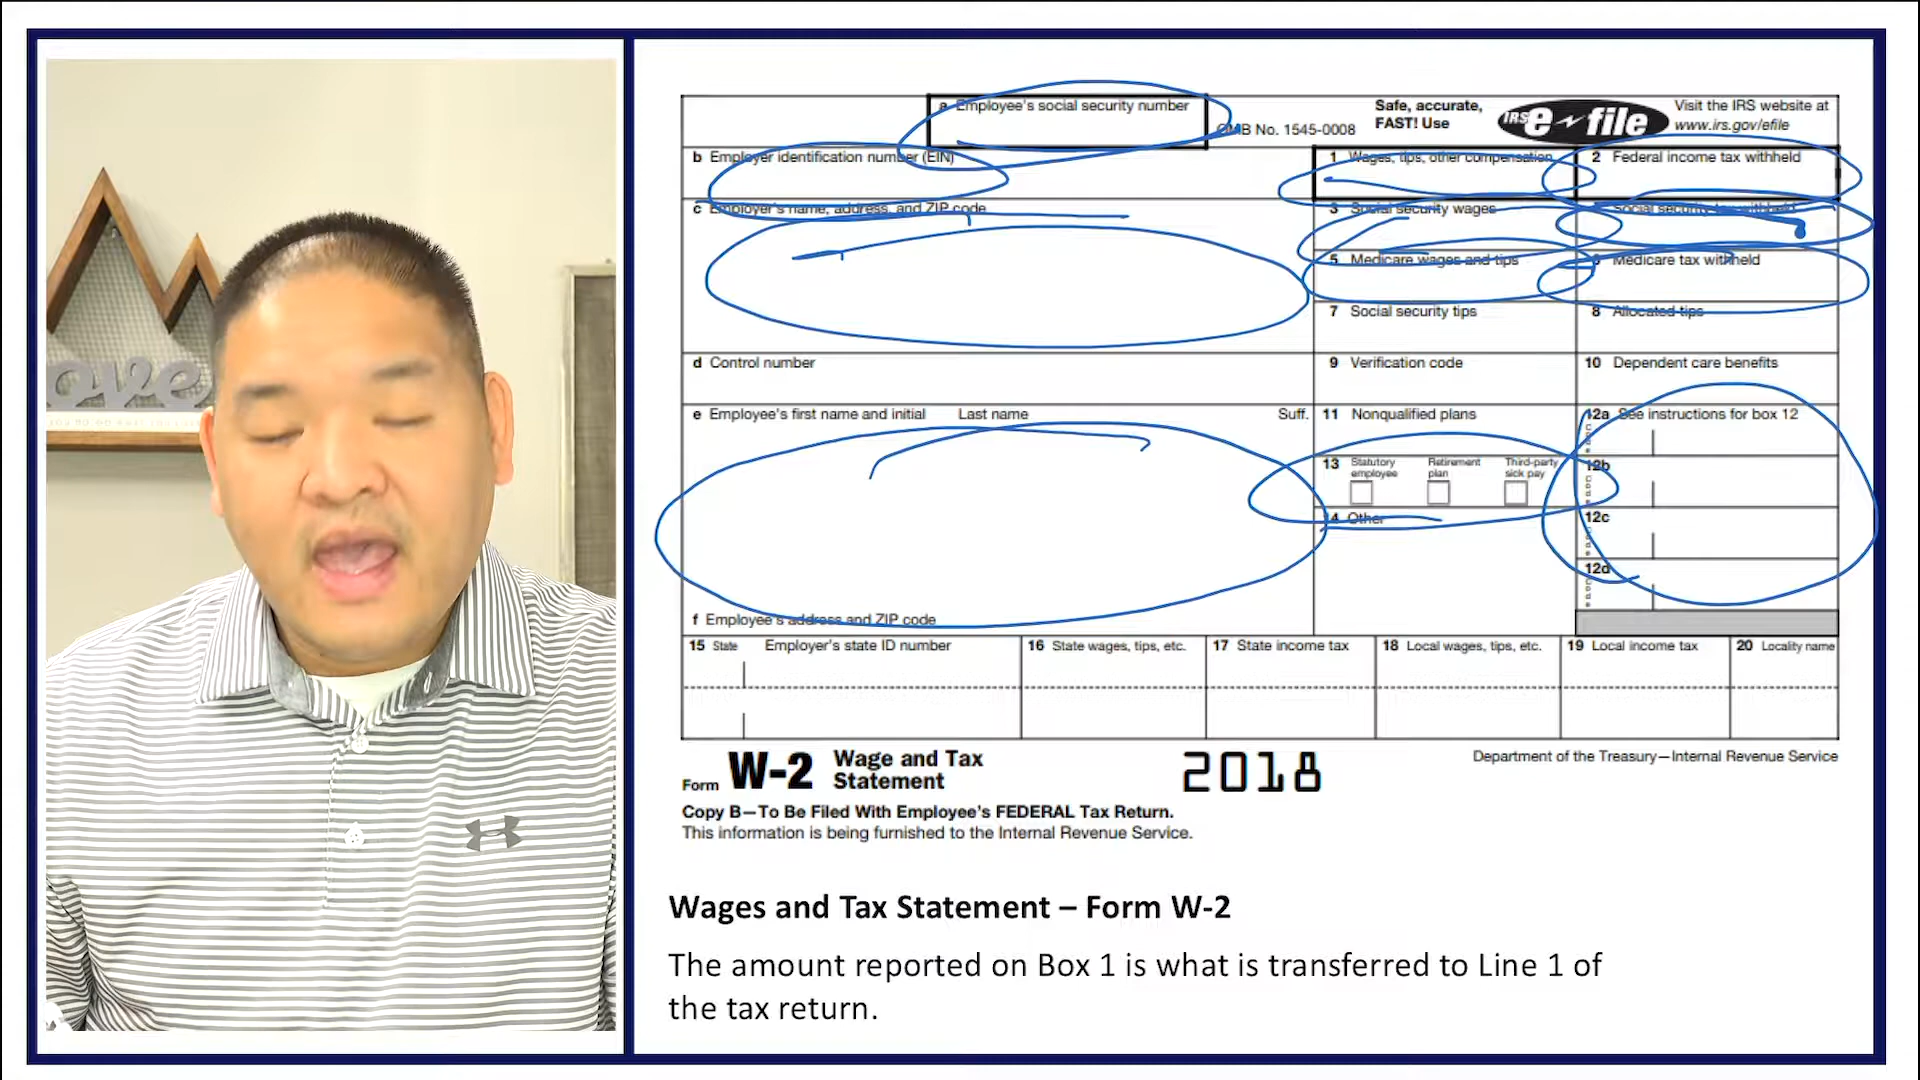 ove
a Employee's social security number
OMB No. 1545-0008
Safe, accurate,
FAST! Use
IRS e file
Visit the IRS website at
www.irs.gov/efile
b Employer identification number (EIN)
1 Wages, tips, other compensation
2 Federal income tax withheld
c Employer's name, address, and ZIP code
3 Social security wages
Social security tax withheld
5 Medicare wages and tips
6 Medicare tax withheld
7 Social security tips
8 Allocated tips
d Control number
9 Verification code
10 Dependent care benefits
e Employee's first name and initial Last name Suff.
11 Nonqualified plans
12a See instructions for box 12
Code
13 Statutory employee Retirement plan Third-party sick pay
12b
Code
14 Other
12c
Code
12d
Code
f Employee's address and ZIP code
15 State Employer's state ID number
16 State wages, tips, etc.
17 State income tax
18 Local wages, tips, etc.
19 Local income tax
20 Locality name
Form W-2 Wage and Tax
Statement
2018
Department of the Treasury—Internal Revenue Service
Copy B—To Be Filed With Employee's FEDERAL Tax Return.
This information is being furnished to the Internal Revenue Service.
Wages and Tax Statement – Form W-2
The amount reported on Box 1 is what is transferred to Line 1 of
the tax return.